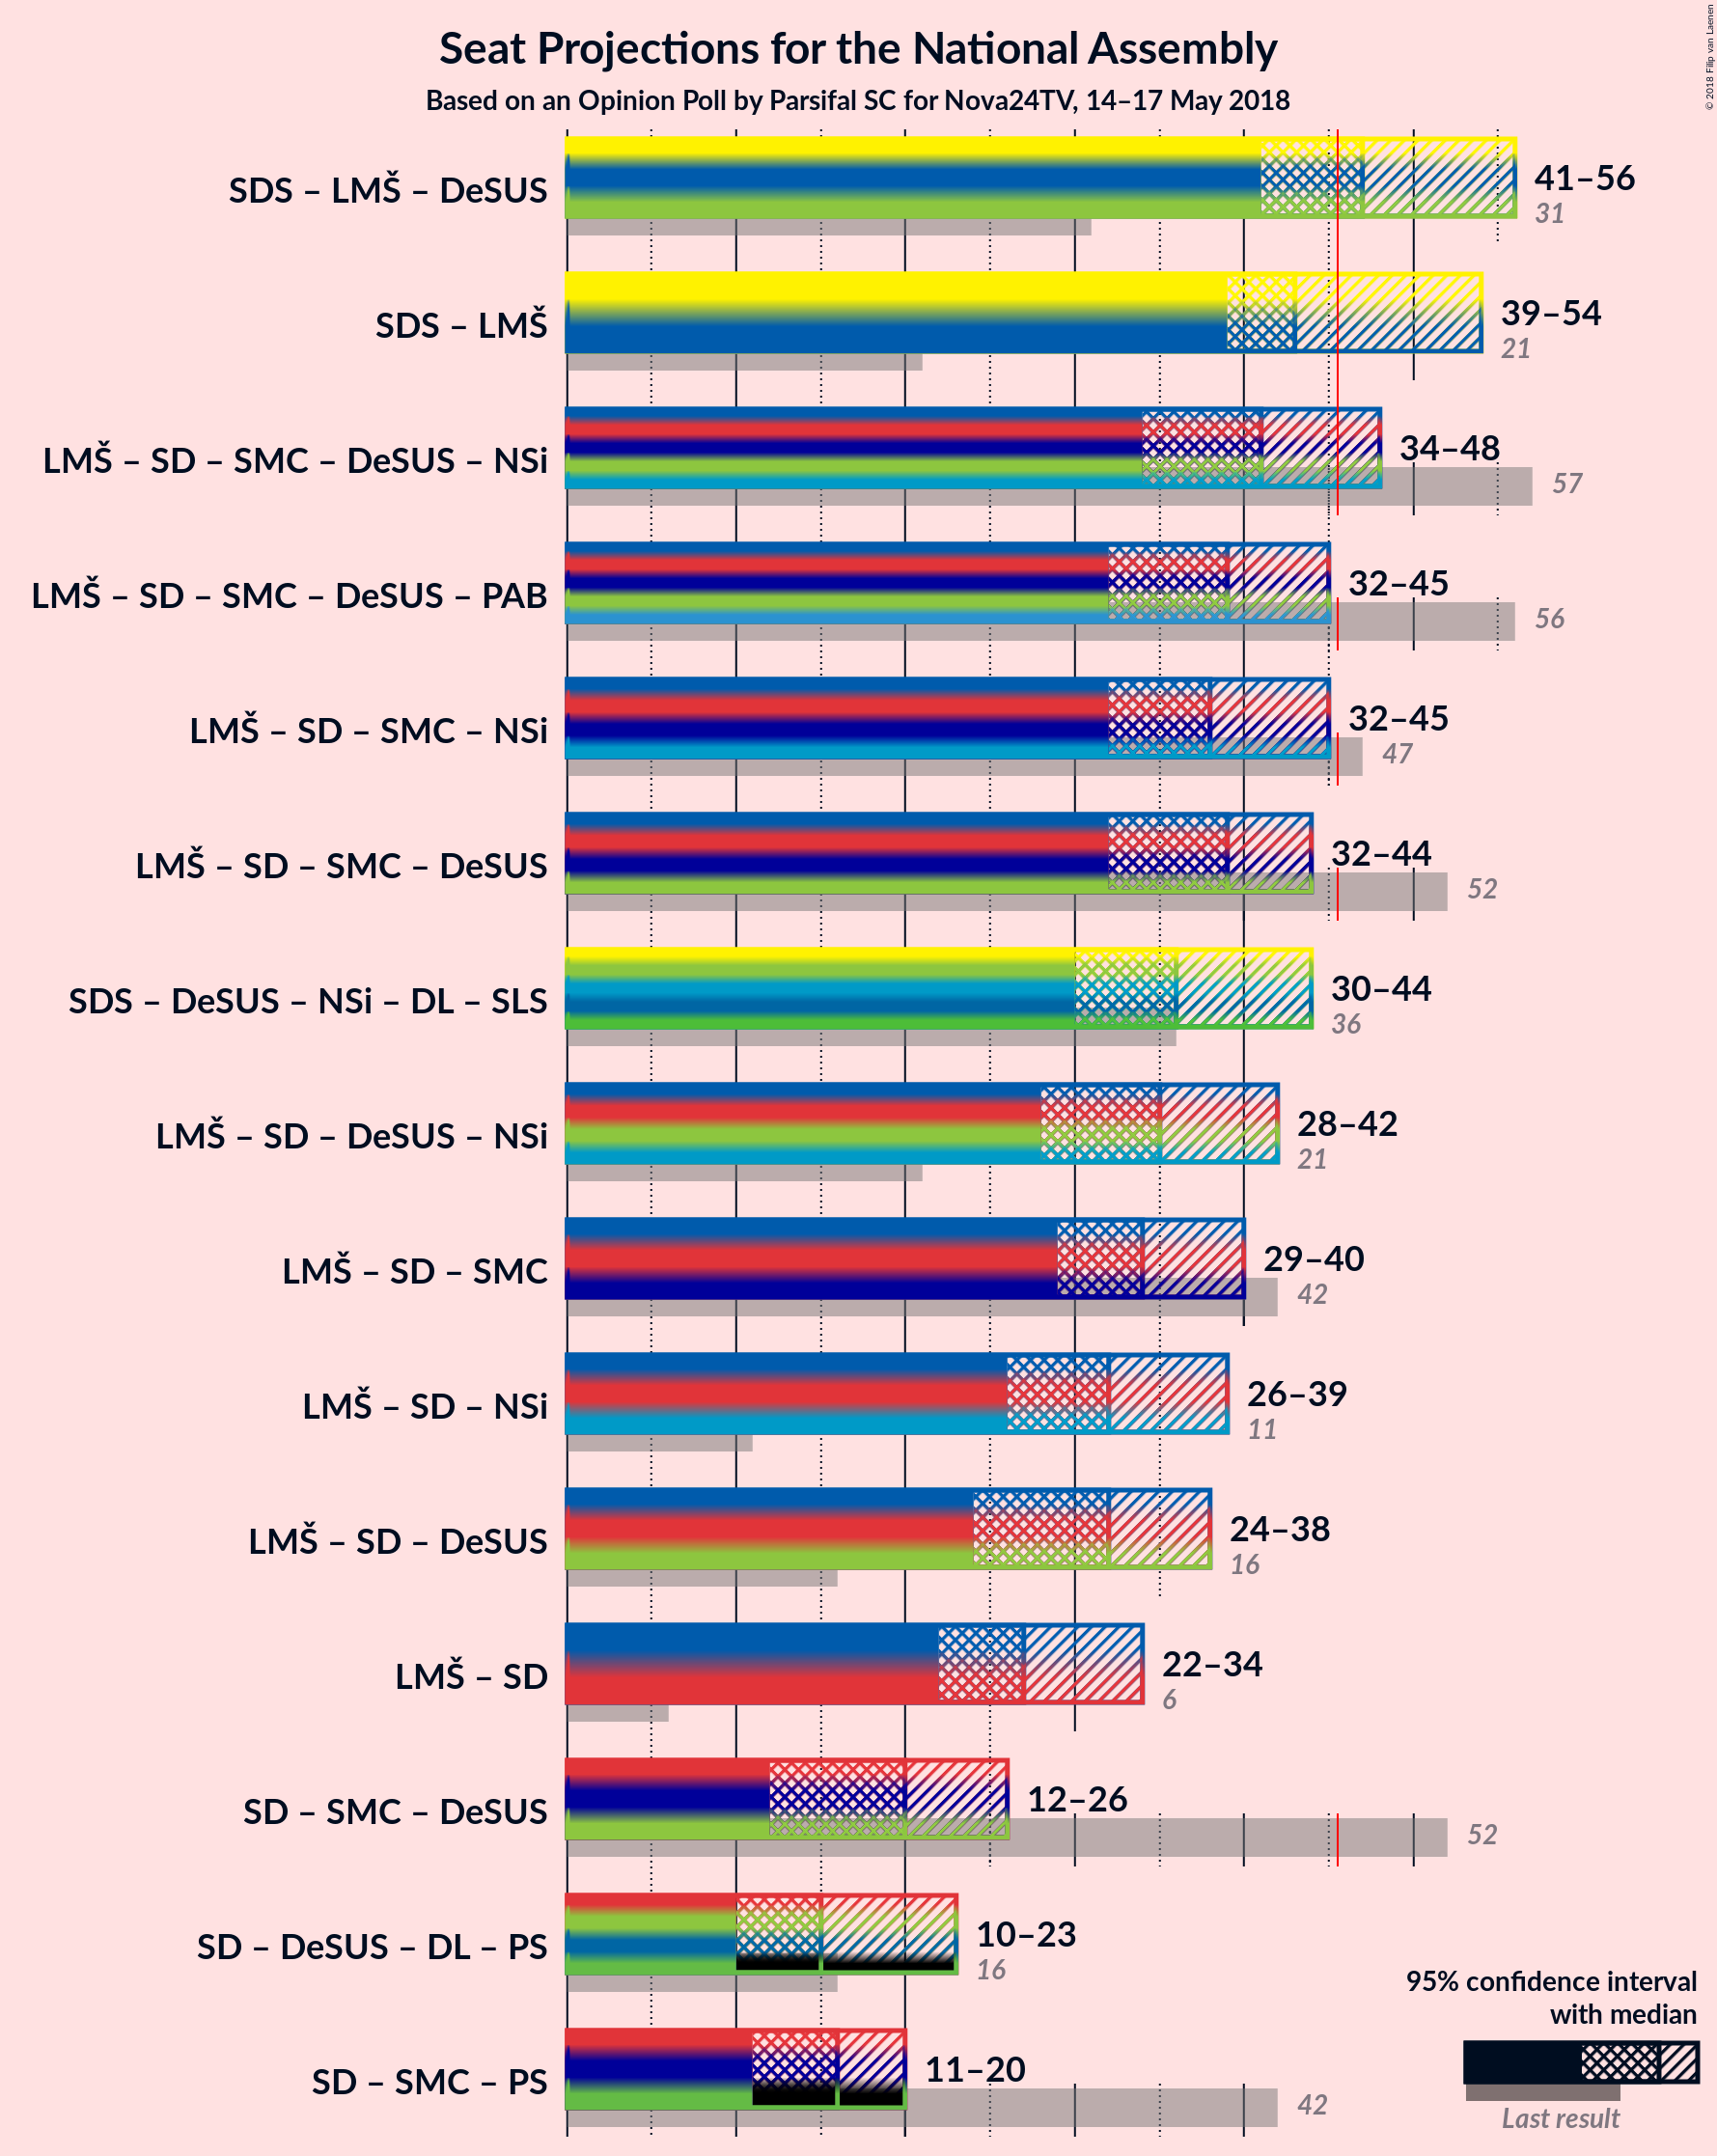 Seat Projections for the National Assembly
Based on an Opinion Poll by Parsifal SC for Nova24TV, 14–17 May 2018
© 2018 Filip van Laenen
SDS – LMŠ – DeSUS
41–56
31
SDS – LMŠ
39–54
21
LMŠ – SD – SMC – DeSUS – NSi
34–48
57
LMŠ – SD – SMC – DeSUS – PAB
32–45
56
LMŠ – SD – SMC – NSi
32–45
47
LMŠ – SD – SMC – DeSUS
32–44
52
SDS – DeSUS – NSi – DL – SLS
30–44
36
LMŠ – SD – DeSUS – NSi
28–42
21
LMŠ – SD – SMC
29–40
42
LMŠ – SD – NSi
26–39
11
LMŠ – SD – DeSUS
24–38
16
LMŠ – SD
22–34
6
SD – SMC – DeSUS
12–26
52
SD – DeSUS – DL – PS
10–23
16
SD – SMC – PS
11–20
42
95% confidence interval
with median
Last result